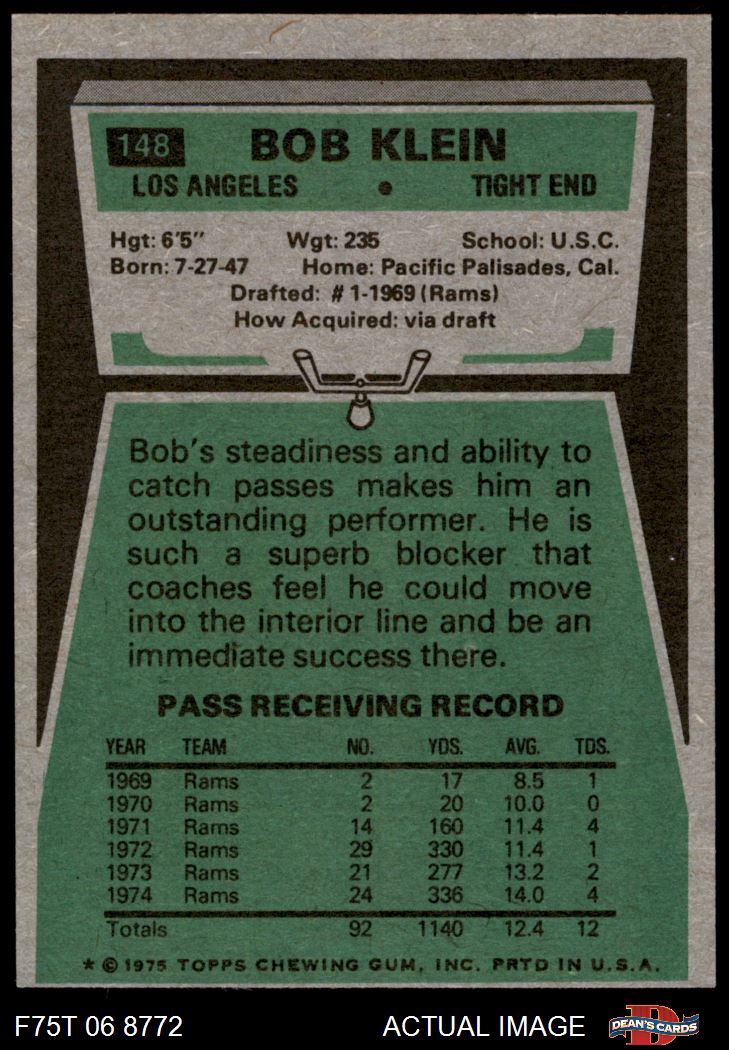 148 BOB KLEIN
LOS ANGELES • TIGHT END
Hgt: 6'5" Wgt: 235 School: U.S.C.
Born: 7-27-47 Home: Pacific Palisades, Cal.
Drafted: #1-1969 (Rams)
How Acquired: via draft
Bob's steadiness and ability to
catch passes makes him an
outstanding performer. He is
such a superb blocker that
coaches feel he could move
into the interior line and be an
immediate success there.
PASS RECEIVING RECORD
YEAR TEAM NO. YDS. AVG. TDS.
1969 Rams 2 17 8.5 1
1970 Rams 2 20 10.0 0
1971 Rams 14 160 11.4 4
1972 Rams 29 330 11.4 1
1973 Rams 21 277 13.2 2
1974 Rams 24 336 14.0 4
Totals 92 1140 12.4 12
* © 1975 TOPPS CHEWING GUM, INC. PRTD IN U.S.A.
F75T 06 8772 ACTUAL IMAGE D DEAN'S CARDS